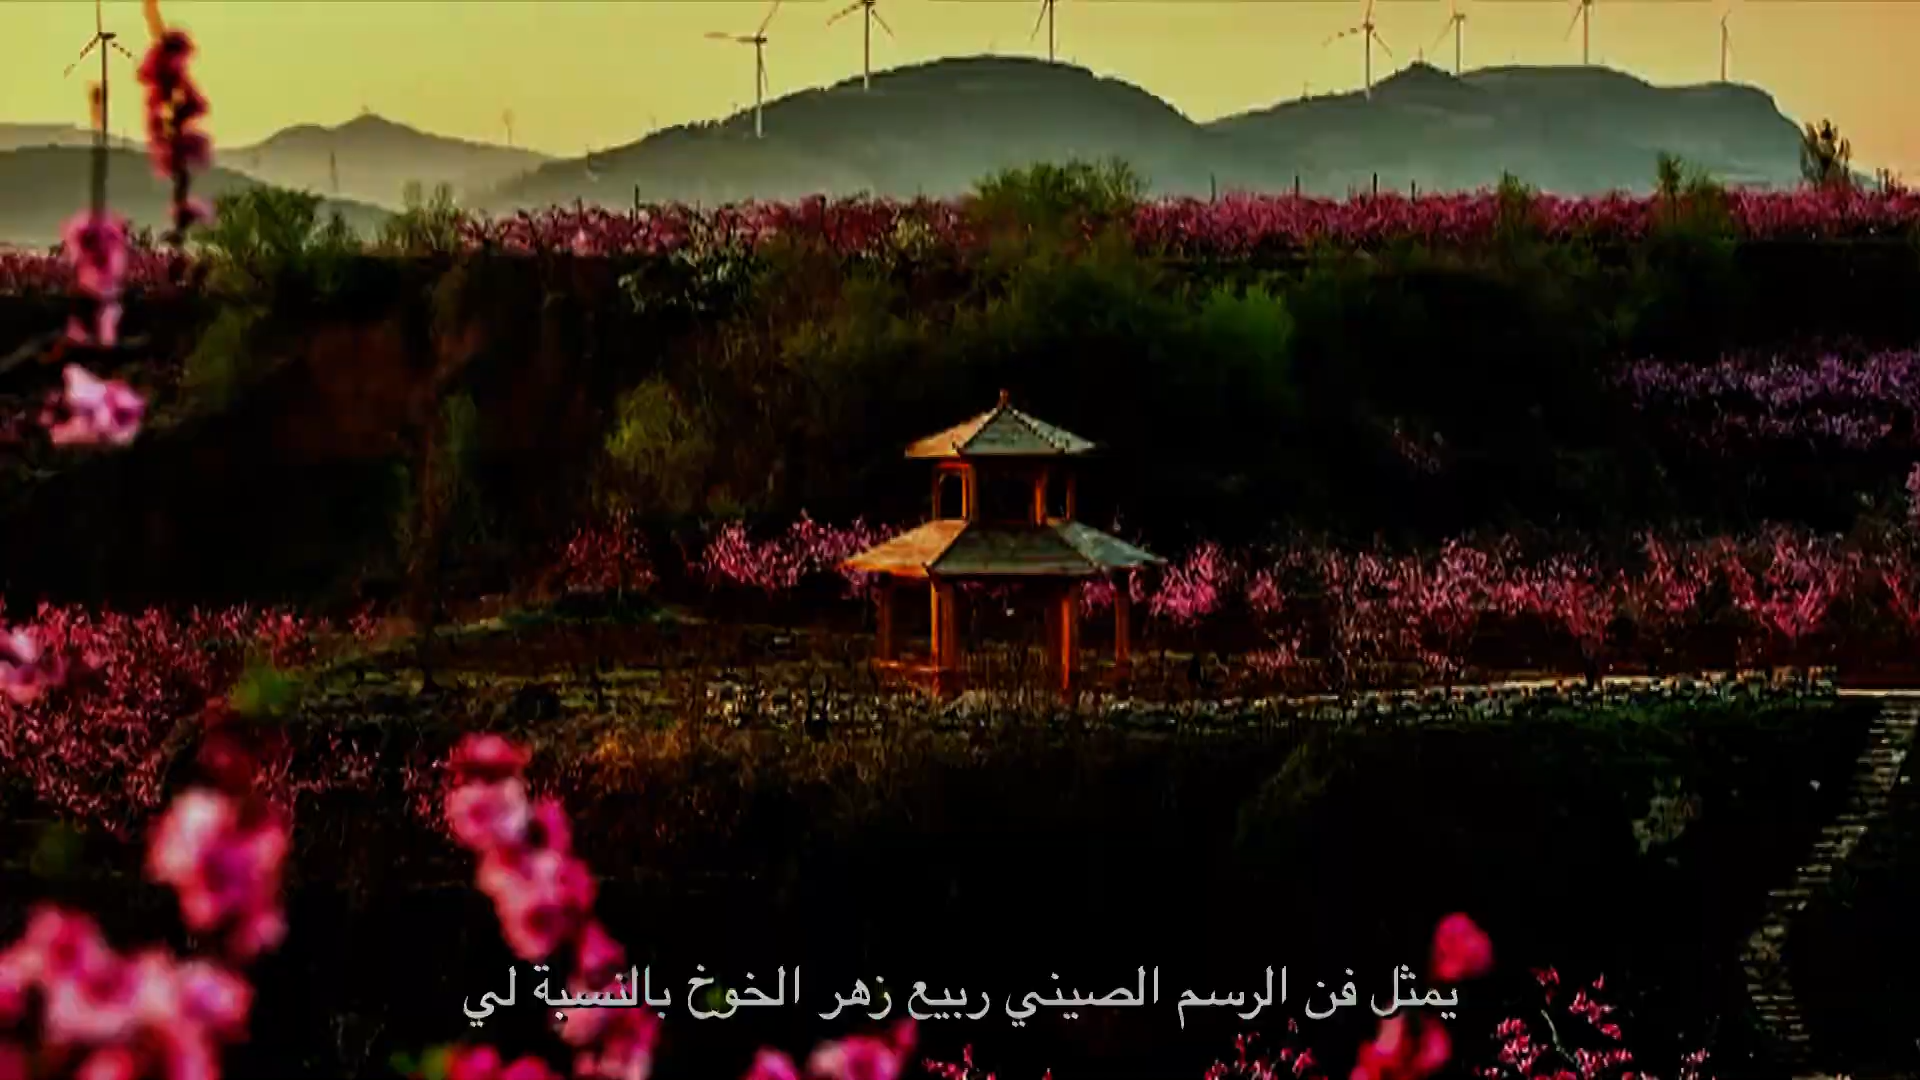 يمثل فن الرسم الصيني ربيع زهر الخوخ بالنسبة لي